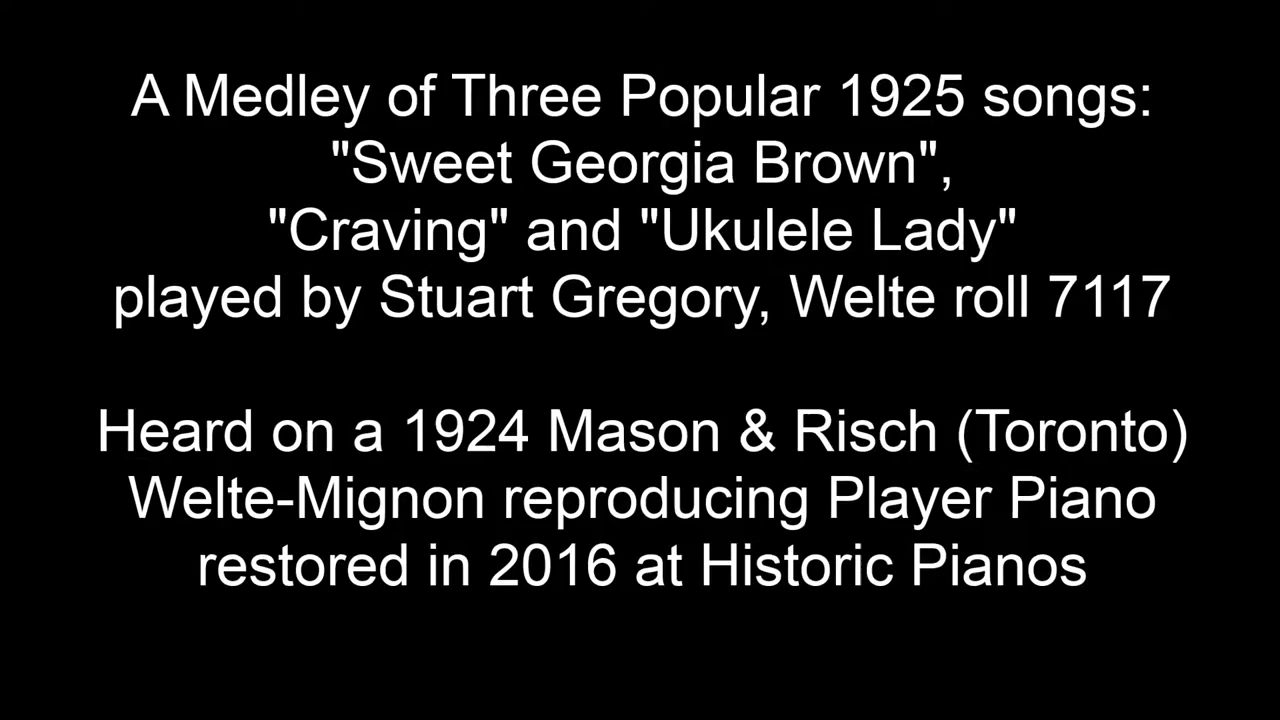 A Medley of Three Popular 1925 songs:
"Sweet Georgia Brown",
"Craving" and "Ukulele Lady"
played by Stuart Gregory, Welte roll 7117
Heard on a 1924 Mason & Risch (Toronto)
Welte-Mignon reproducing Player Piano
restored in 2016 at Historic Pianos